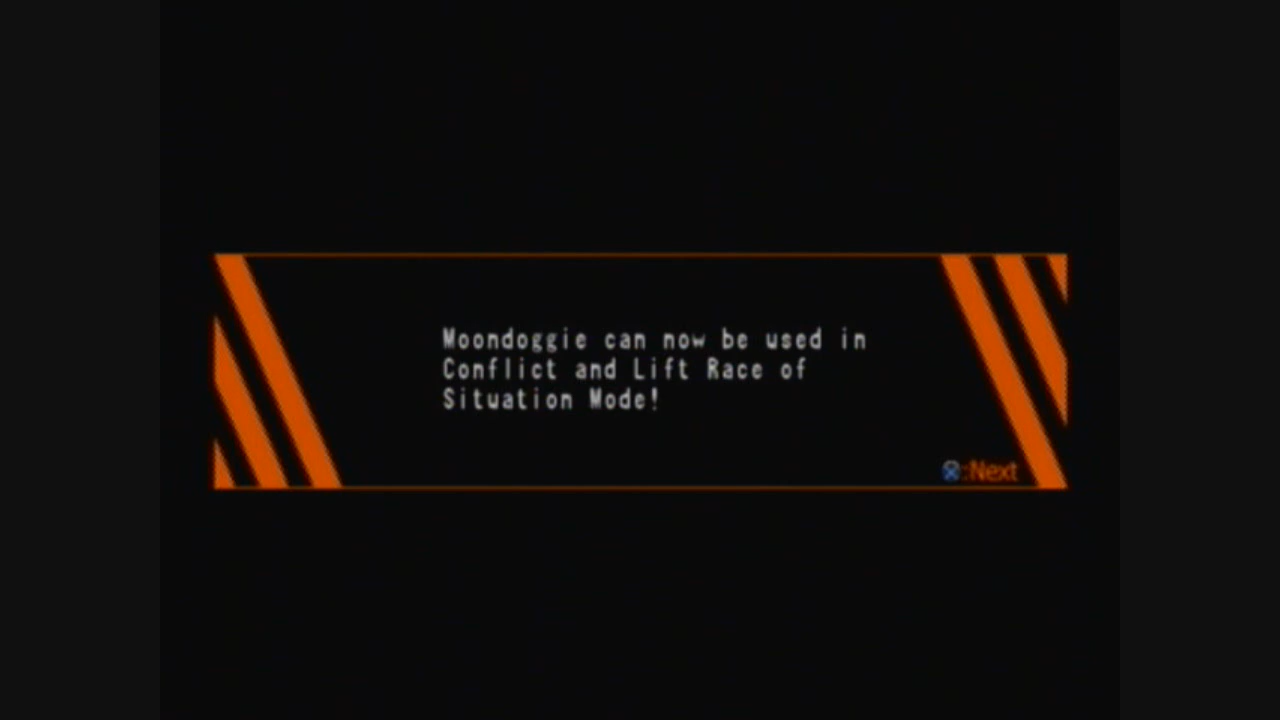 Moondoggie can now be used in
Conflict and Lift Race of
Situation Mode!
:Next